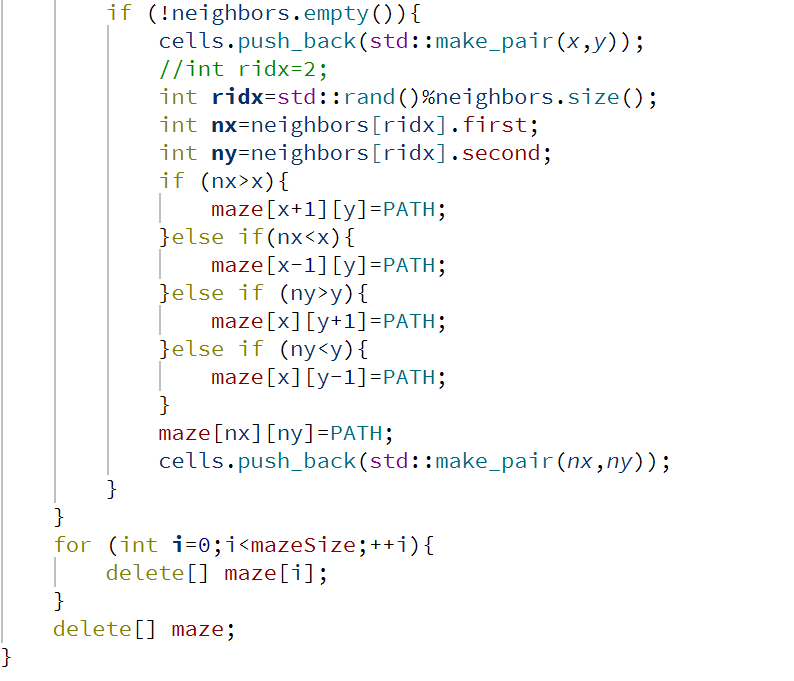 if (!neighbors.empty()){
cells.push_back(std::make_pair(x,y));
//int ridx=2;
int ridx=std::rand()%neighbors.size();
int nx=neighbors[ridx].first;
int ny=neighbors[ridx].second;
if (nx>x){
maze[x+1][y]=PATH;
}else if(nx<x){
maze[x-1][y]=PATH;
}else if (ny>y){
maze[x][y+1]=PATH;
}else if (ny<y){
maze[x][y-1]=PATH;
}
maze[nx][ny]=PATH;
cells.push_back(std::make_pair(nx,ny));
}
}
for (int i=0;i<mazeSize;++i){
delete[] maze[i];
}
delete[] maze;
}